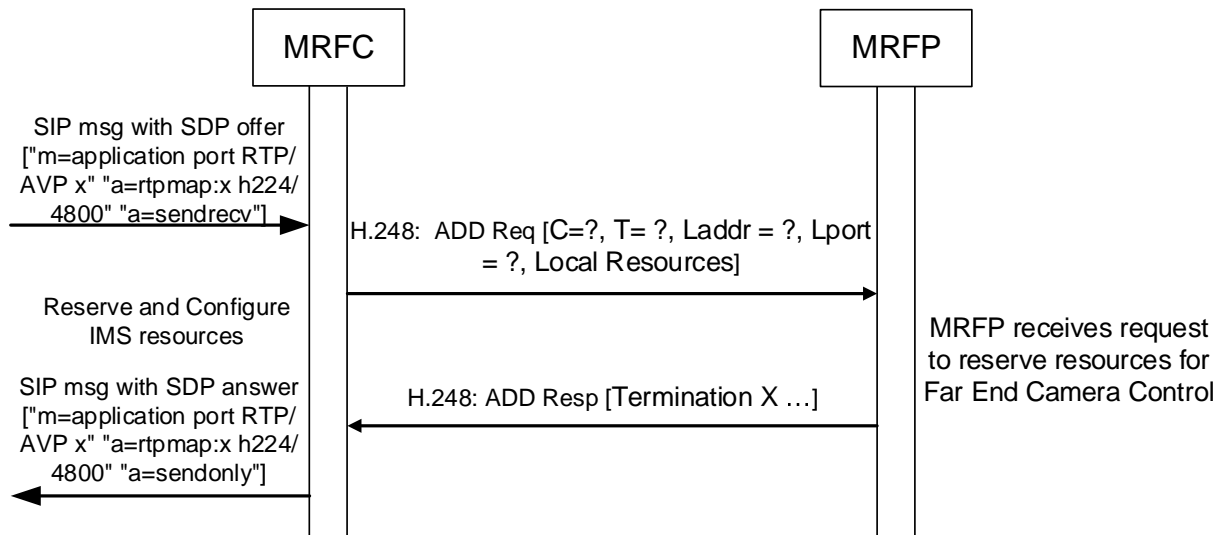 MRFC
MRFP
SIP msg with SDP offer
["m=application port RTP/
AVP x" "a=rtpmap:x h224/
4800" "a=sendrecv"]
H.248: ADD Req [C=?, T= ?, Laddr = ?, Lport
= ?, Local Resources]
Reserve and Configure
IMS resources
MRFP receives request
to reserve resources for
Far End Camera Control
SIP msg with SDP answer
["m=application port RTP/
AVP x" "a=rtpmap:x h224/
4800" "a=sendonly"]
H.248: ADD Resp [Termination X …]